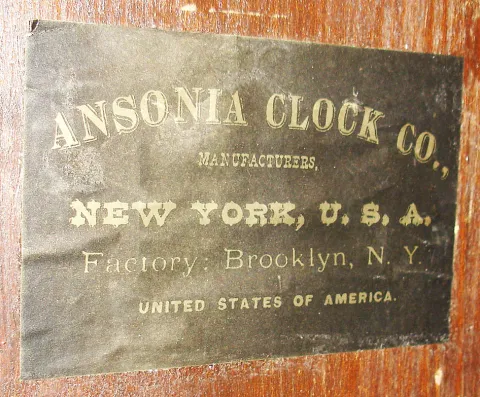 ANSONIA CLOCK CO.,
MANUFACTURERS,
NEW YORK, U. S. A.
Factory: Brooklyn, N. Y.
UNITED STATES OF AMERICA.